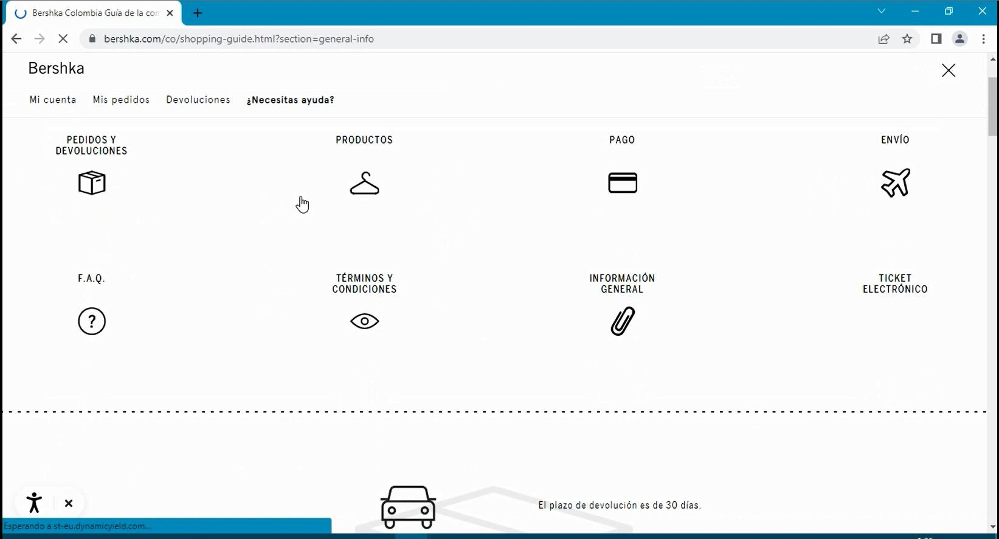 Bershka Colombia Guía de la con
bershka.com/co/shopping-guide.html?section=general-info
Bershka
Mi cuenta Mis pedidos Devoluciones ¿Necesitas ayuda?
PEDIDOS Y
DEVOLUCIONES
PRODUCTOS
PAGO
ENVÍO
F.A.Q.
?
TÉRMINOS Y
CONDICIONES
INFORMACIÓN
GENERAL
TICKET
ELECTRÓNICO
El plazo de devolución es de 30 días.
Esperando a st-eu.dynamicyield.com...